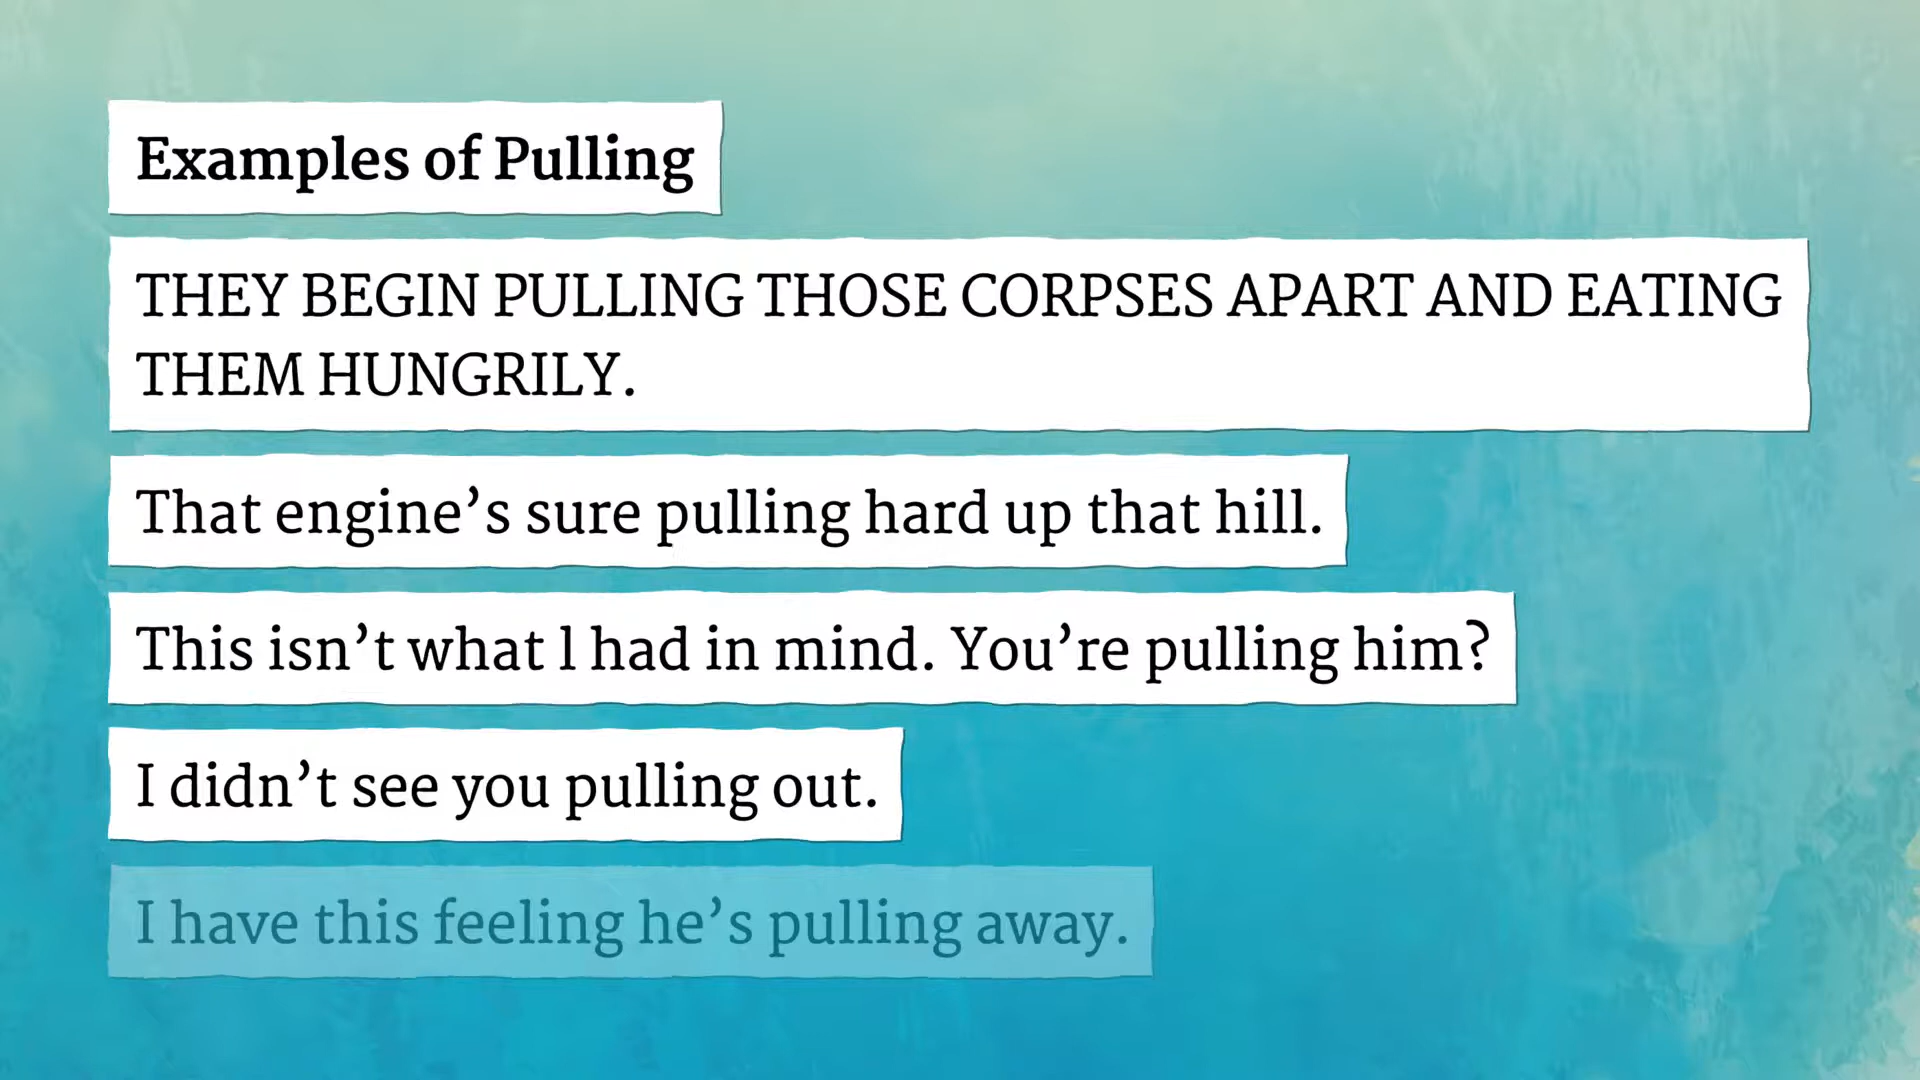 Examples of Pulling
THEY BEGIN PULLING THOSE CORPSES APART AND EATING
THEM HUNGRILY.
That engine’s sure pulling hard up that hill.
This isn’t what l had in mind. You’re pulling him?
I didn’t see you pulling out.
I have this feeling he’s pulling away.